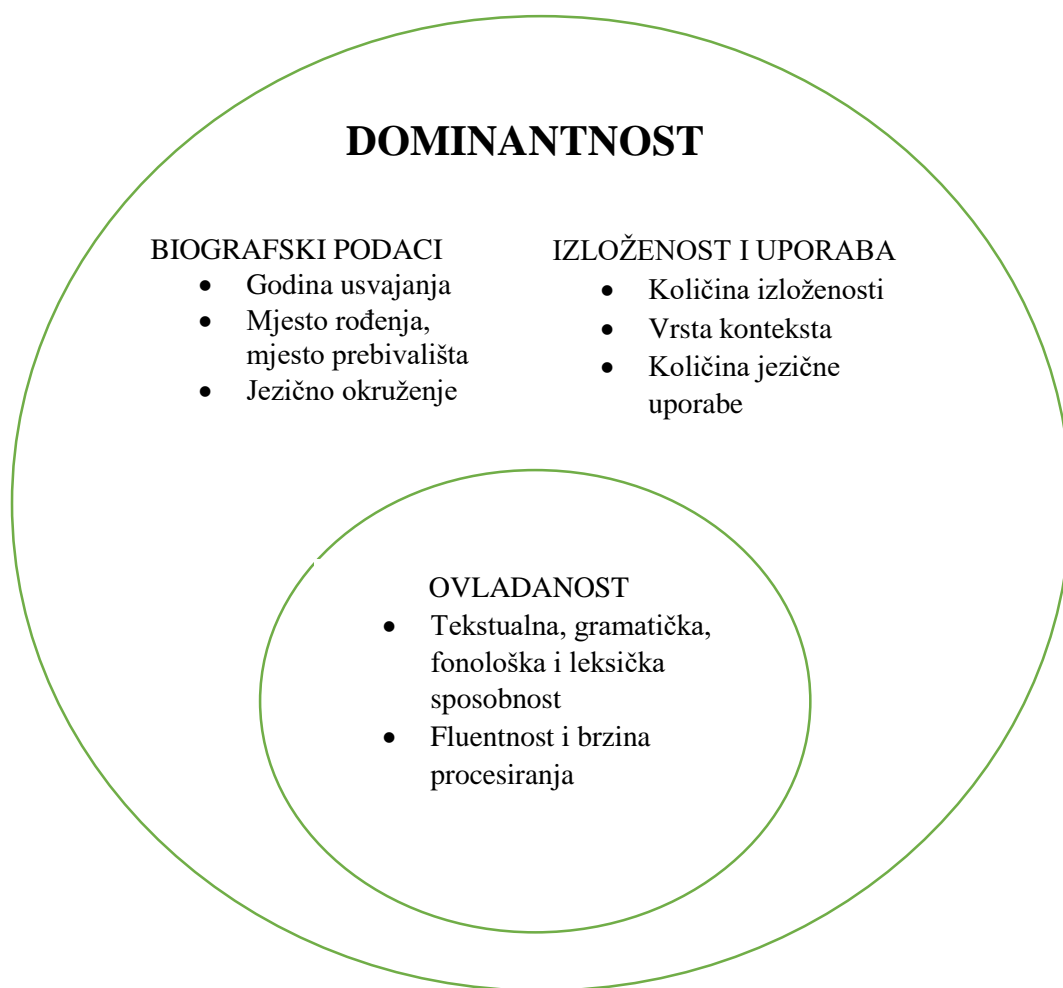 DOMINANTNOST
BIOGRAFSKI PODACI
• Godina usvajanja
• Mjesto rođenja,
mjesto prebivališta
• Jezično okruženje
IZLOŽENOST I UPORABA
• Količina izloženosti
• Vrsta konteksta
• Količina jezične
uporabe
OVLADANOST
• Tekstualna, gramatička,
fonološka i leksička
sposobnost
• Fluentnost i brzina
procesiranja